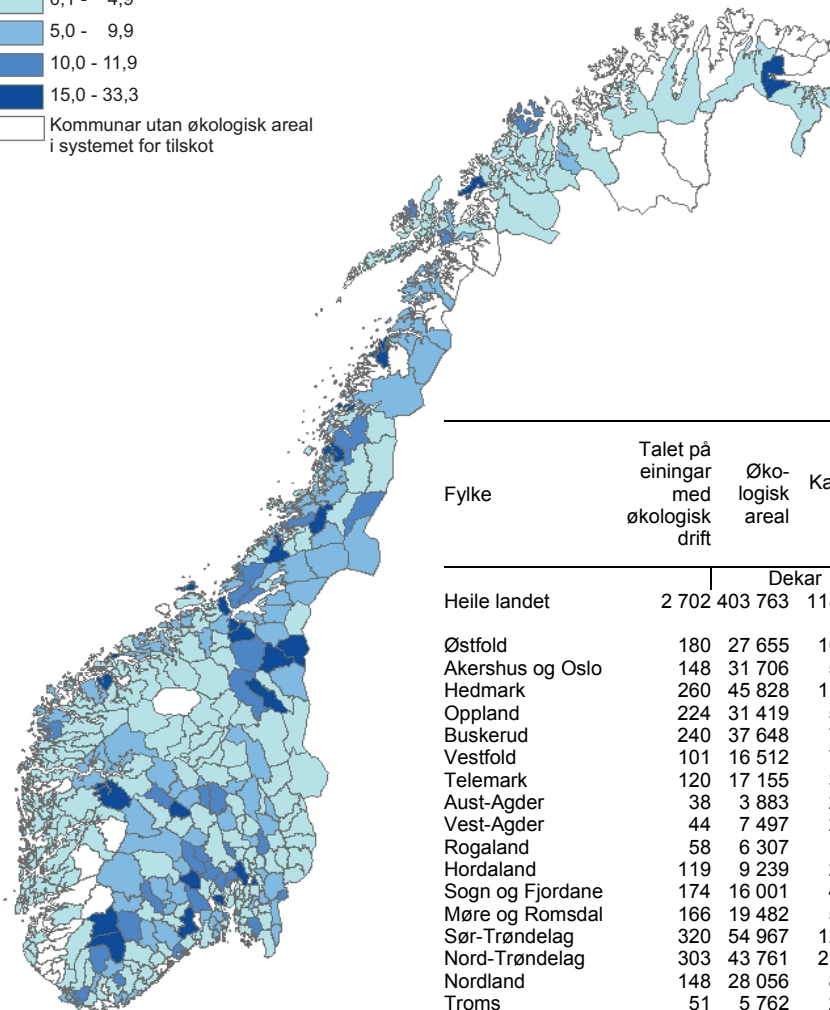 5,0 - 9,9
10,0 - 11,9
15,0 - 33,3
Kommunar utan økologisk areal
i systemet for tilskot
Talet på
einingar
med
økologisk
drift
Øko-
logisk
areal
Fylke
Dekar
Heile landet 2 702 403 763
Østfold 180 27 655
Akershus og Oslo 148 31 706
Hedmark 260 45 828
Oppland 224 31 419
Buskerud 240 37 648
Vestfold 101 16 512
Telemark 120 17 155
Aust-Agder 38 3 883
Vest-Agder 44 7 497
Rogaland 58 6 307
Hordaland 119 9 239
Sogn og Fjordane 174 16 001
Møre og Romsdal 166 19 482
Sør-Trøndelag 320 54 967
Nord-Trøndelag 303 43 761
Nordland 148 28 056
Troms 51 5 762